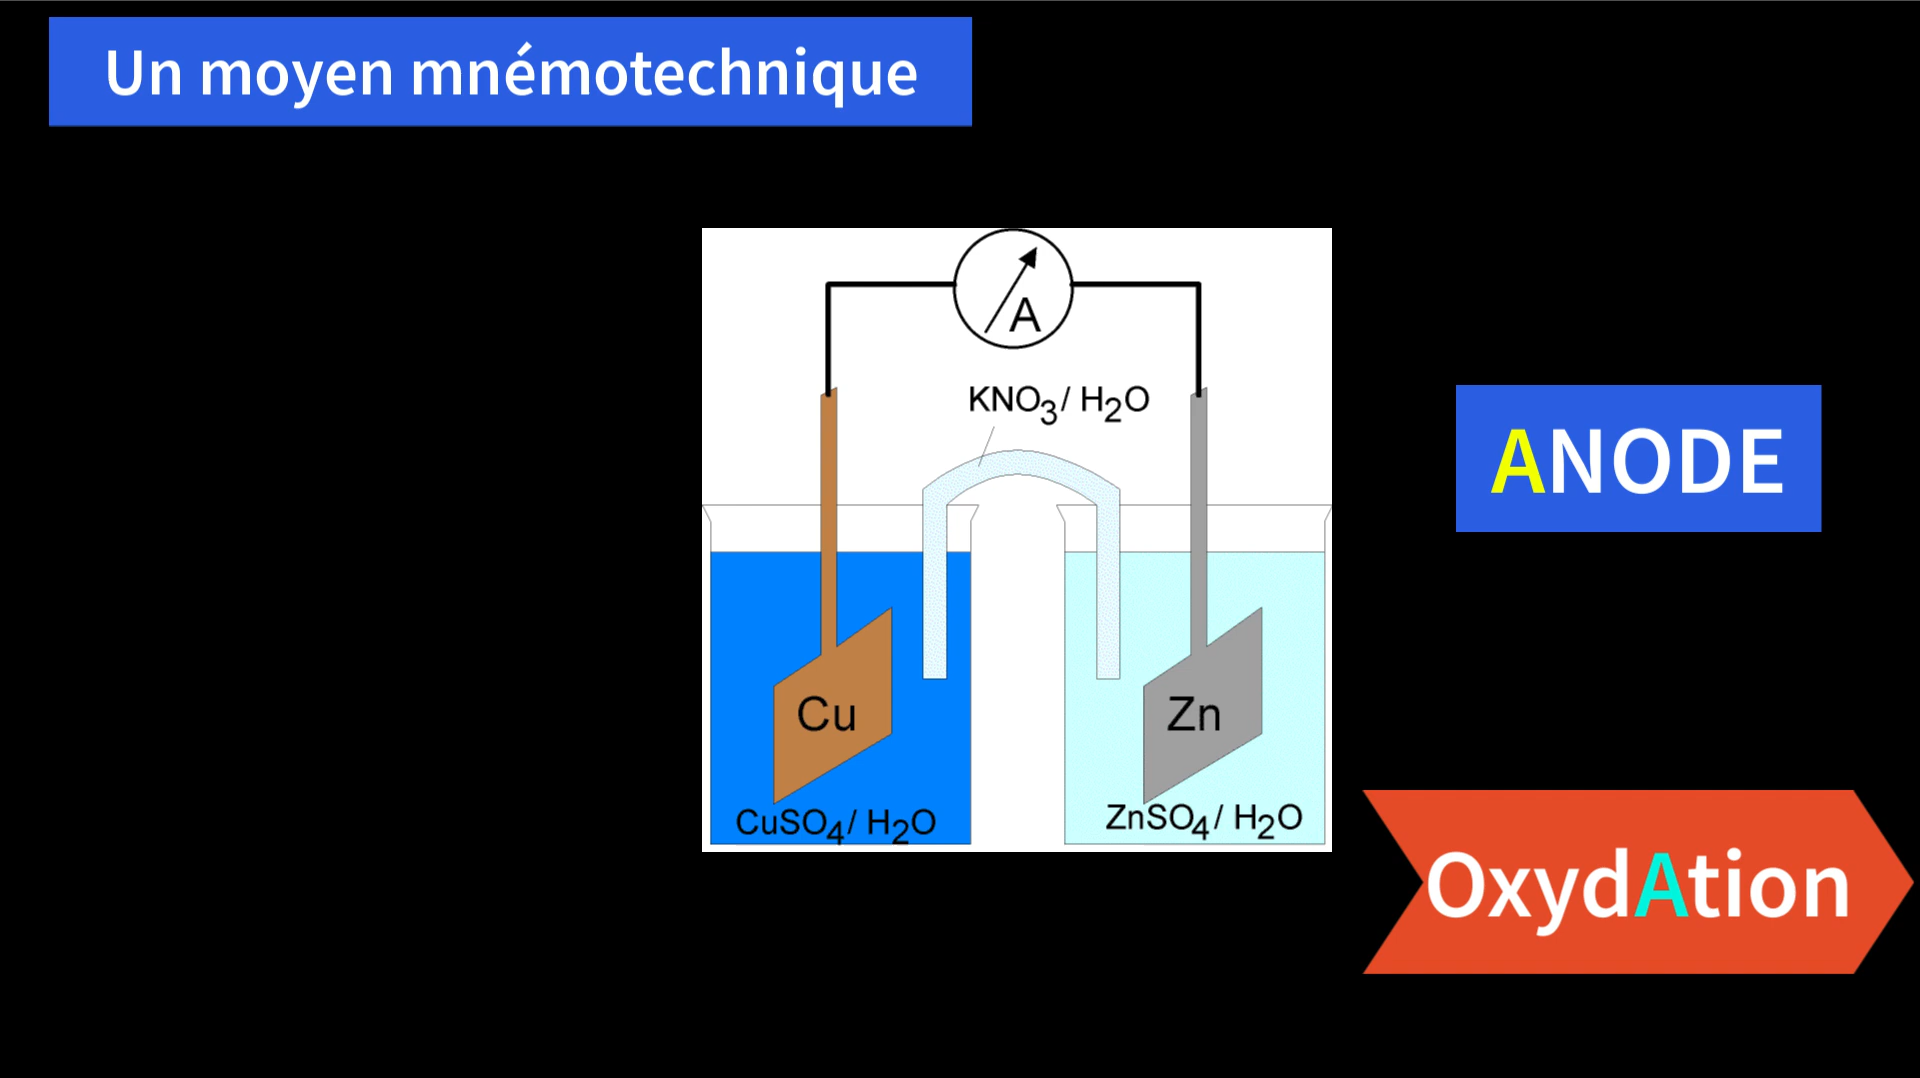 Un moyen mnémotechnique
A
KNO3/ H2O
ANODE
Cu
Zn
CuSO4/ H2O
ZnSO4/ H2O
OxydAtion